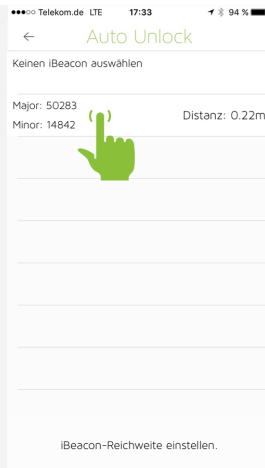 Telekom.de LTE 17:33 94 %
Auto Unlock
Keinen iBeacon auswählen
Major: 50283
Minor: 14842
Distanz: 0.22m
iBeacon-Reichweite einstellen.